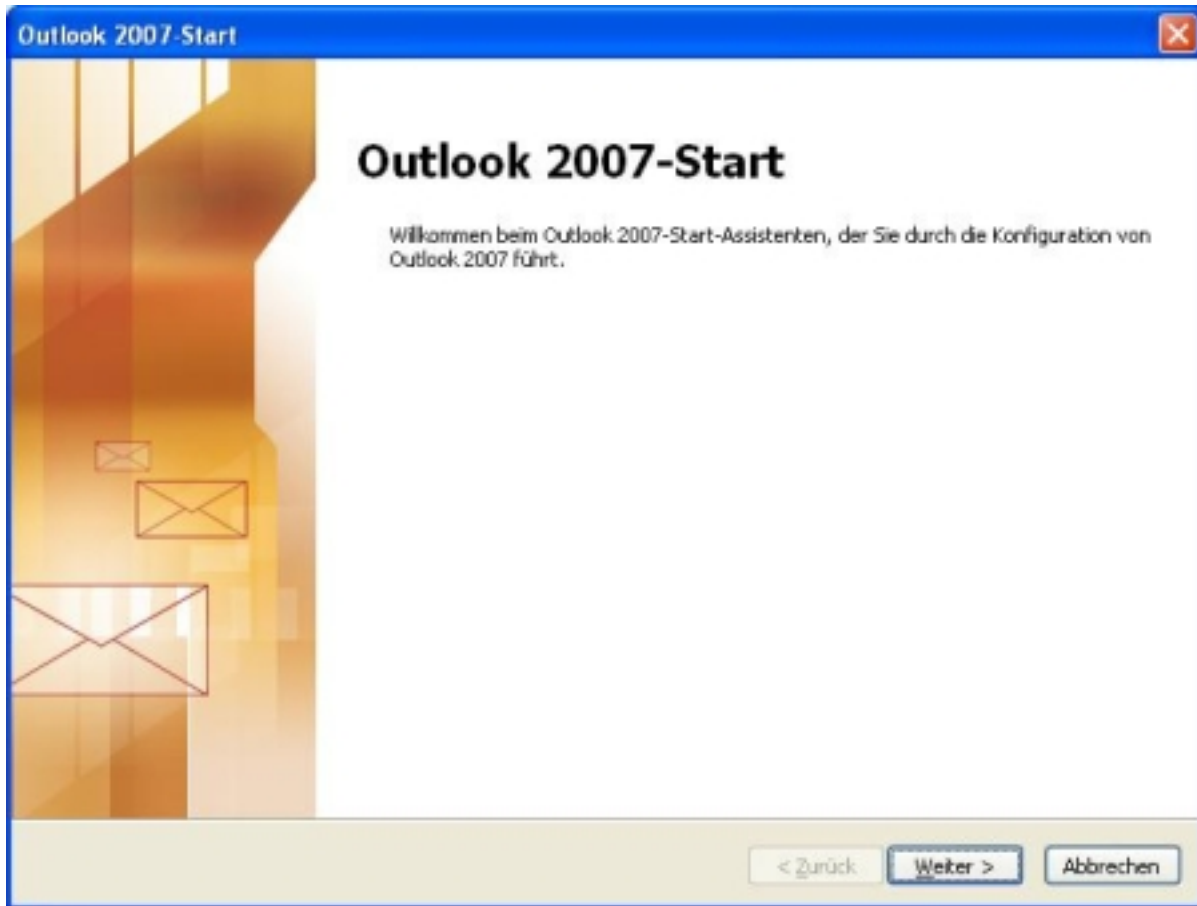 Outlook 2007-Start
Outlook 2007-Start
Willkommen beim Outlook 2007-Start-Assistenten, der Sie durch die Konfiguration von
Outlook 2007 führt.
< Zurück Weiter > Abbrechen